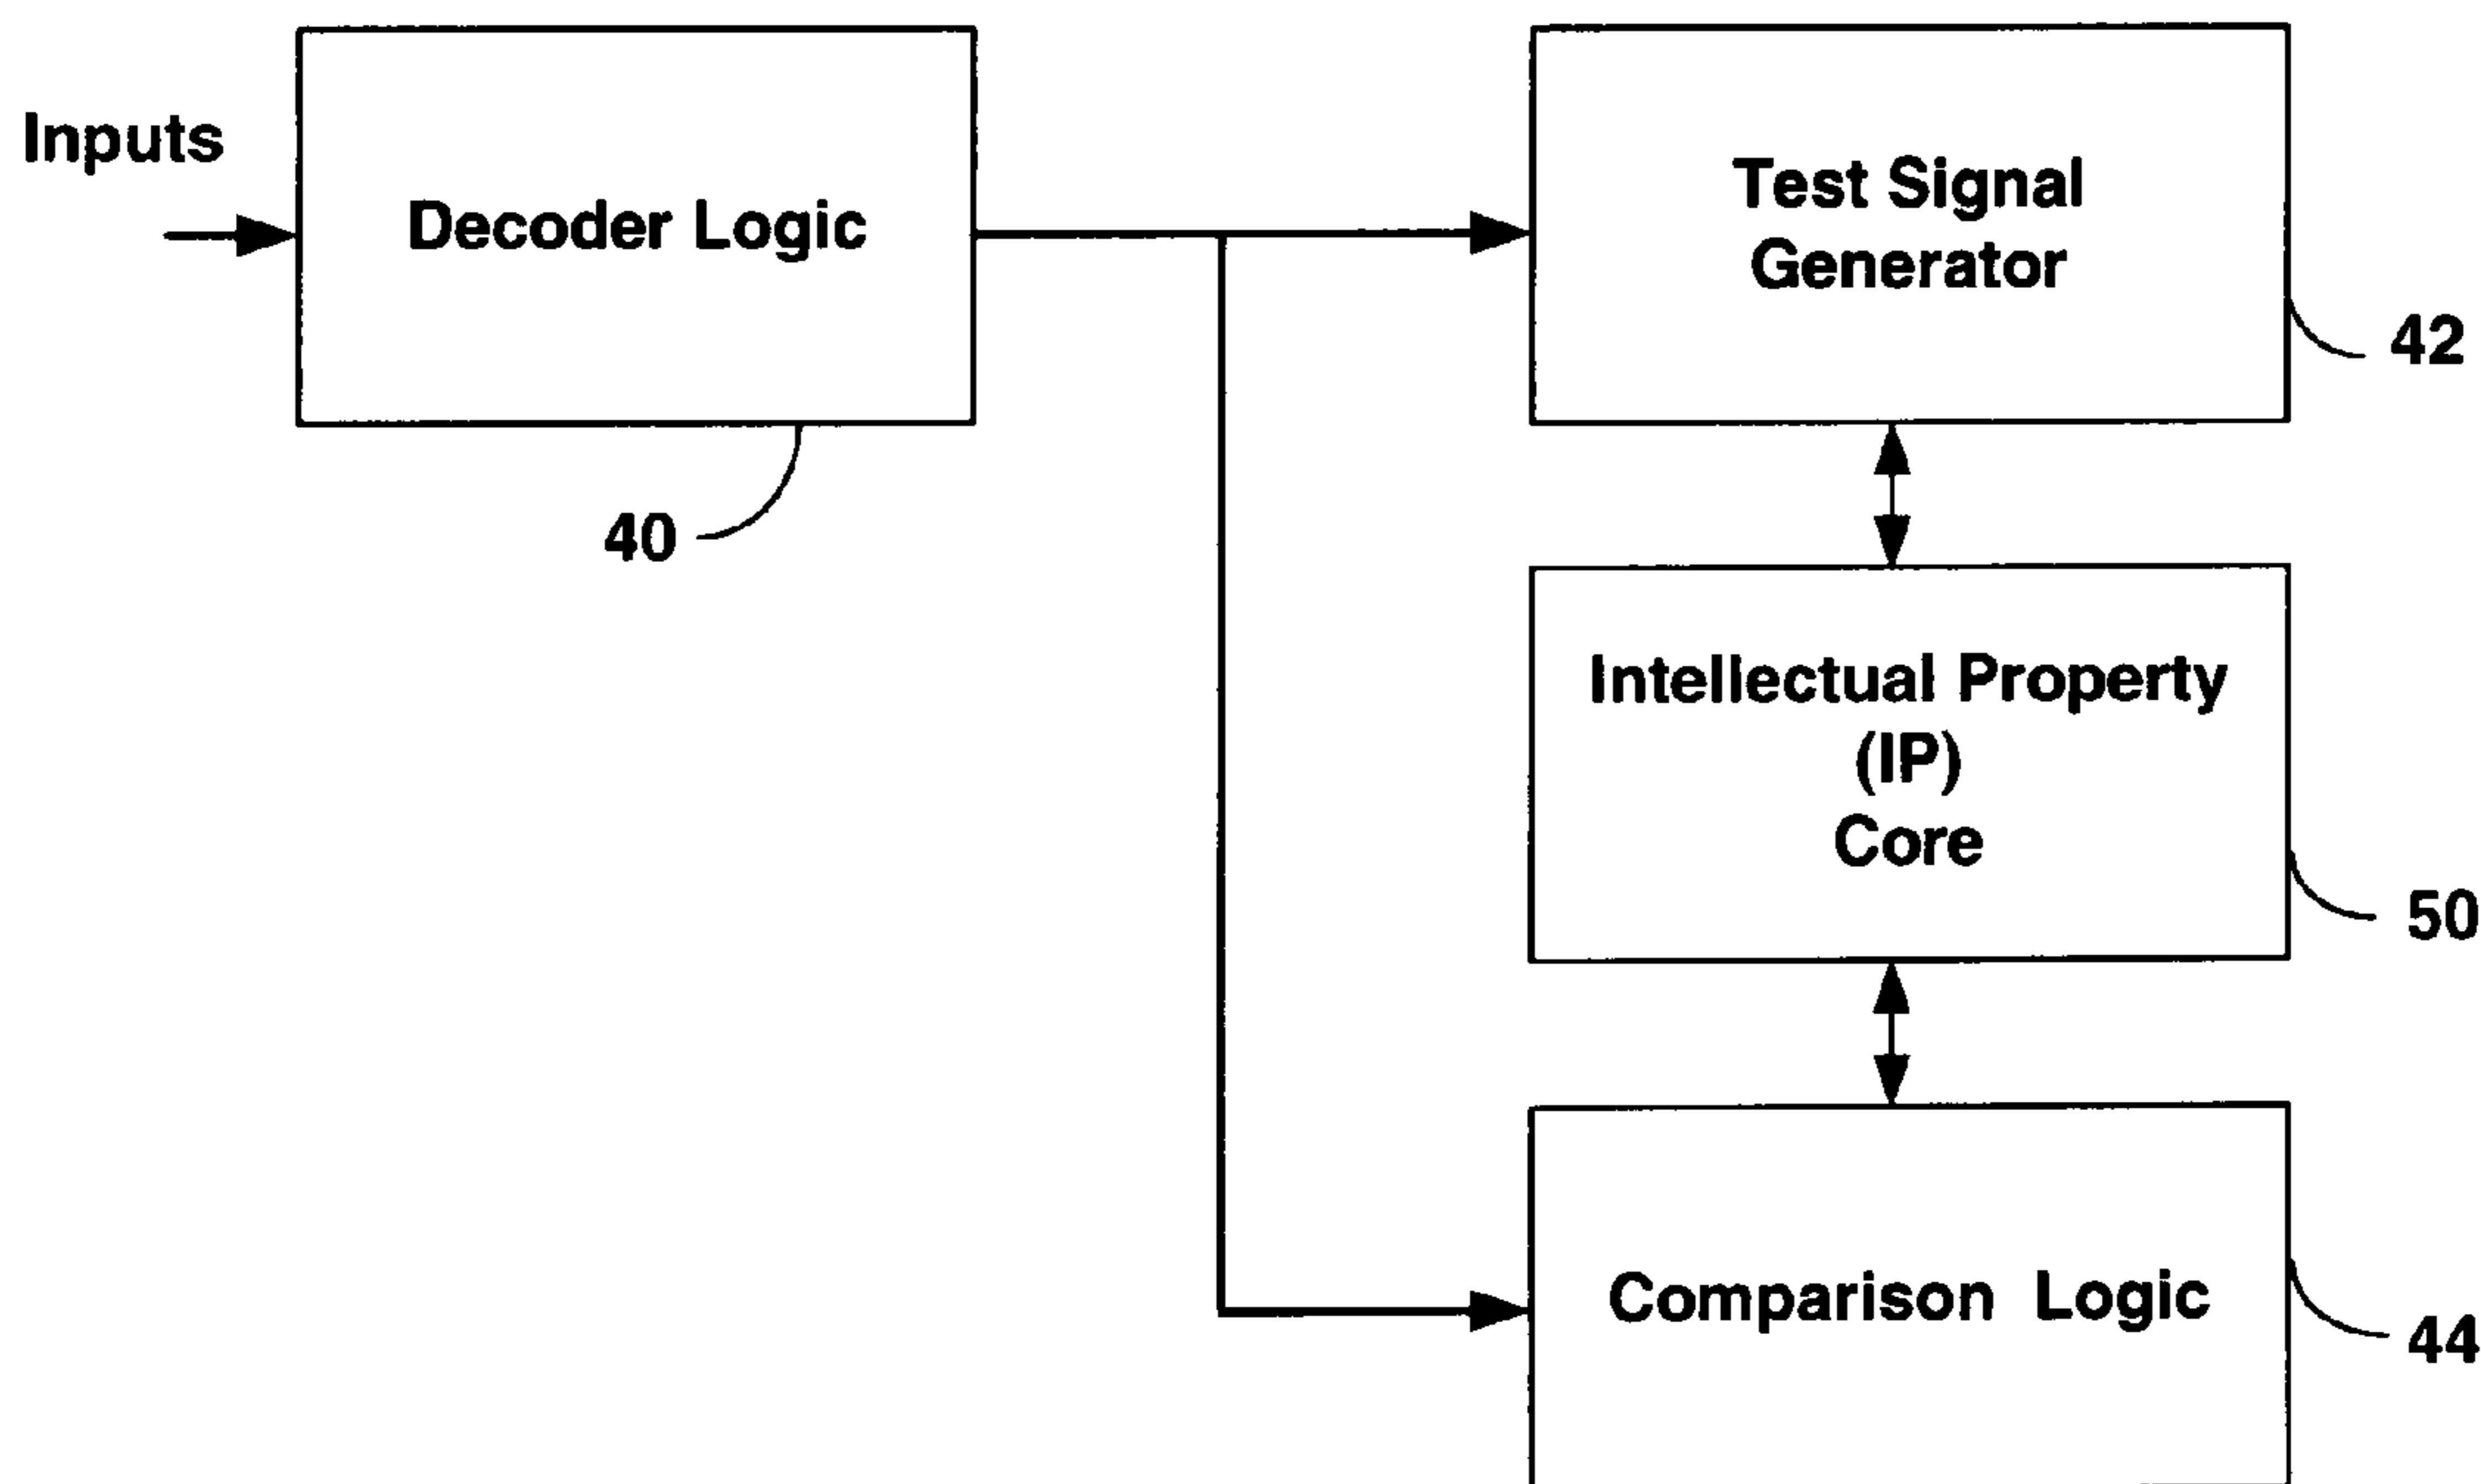 Inputs
Decoder Logic
40
Test Signal
Generator
42
Intellectual Property
(IP)
Core
50
Comparison Logic
44